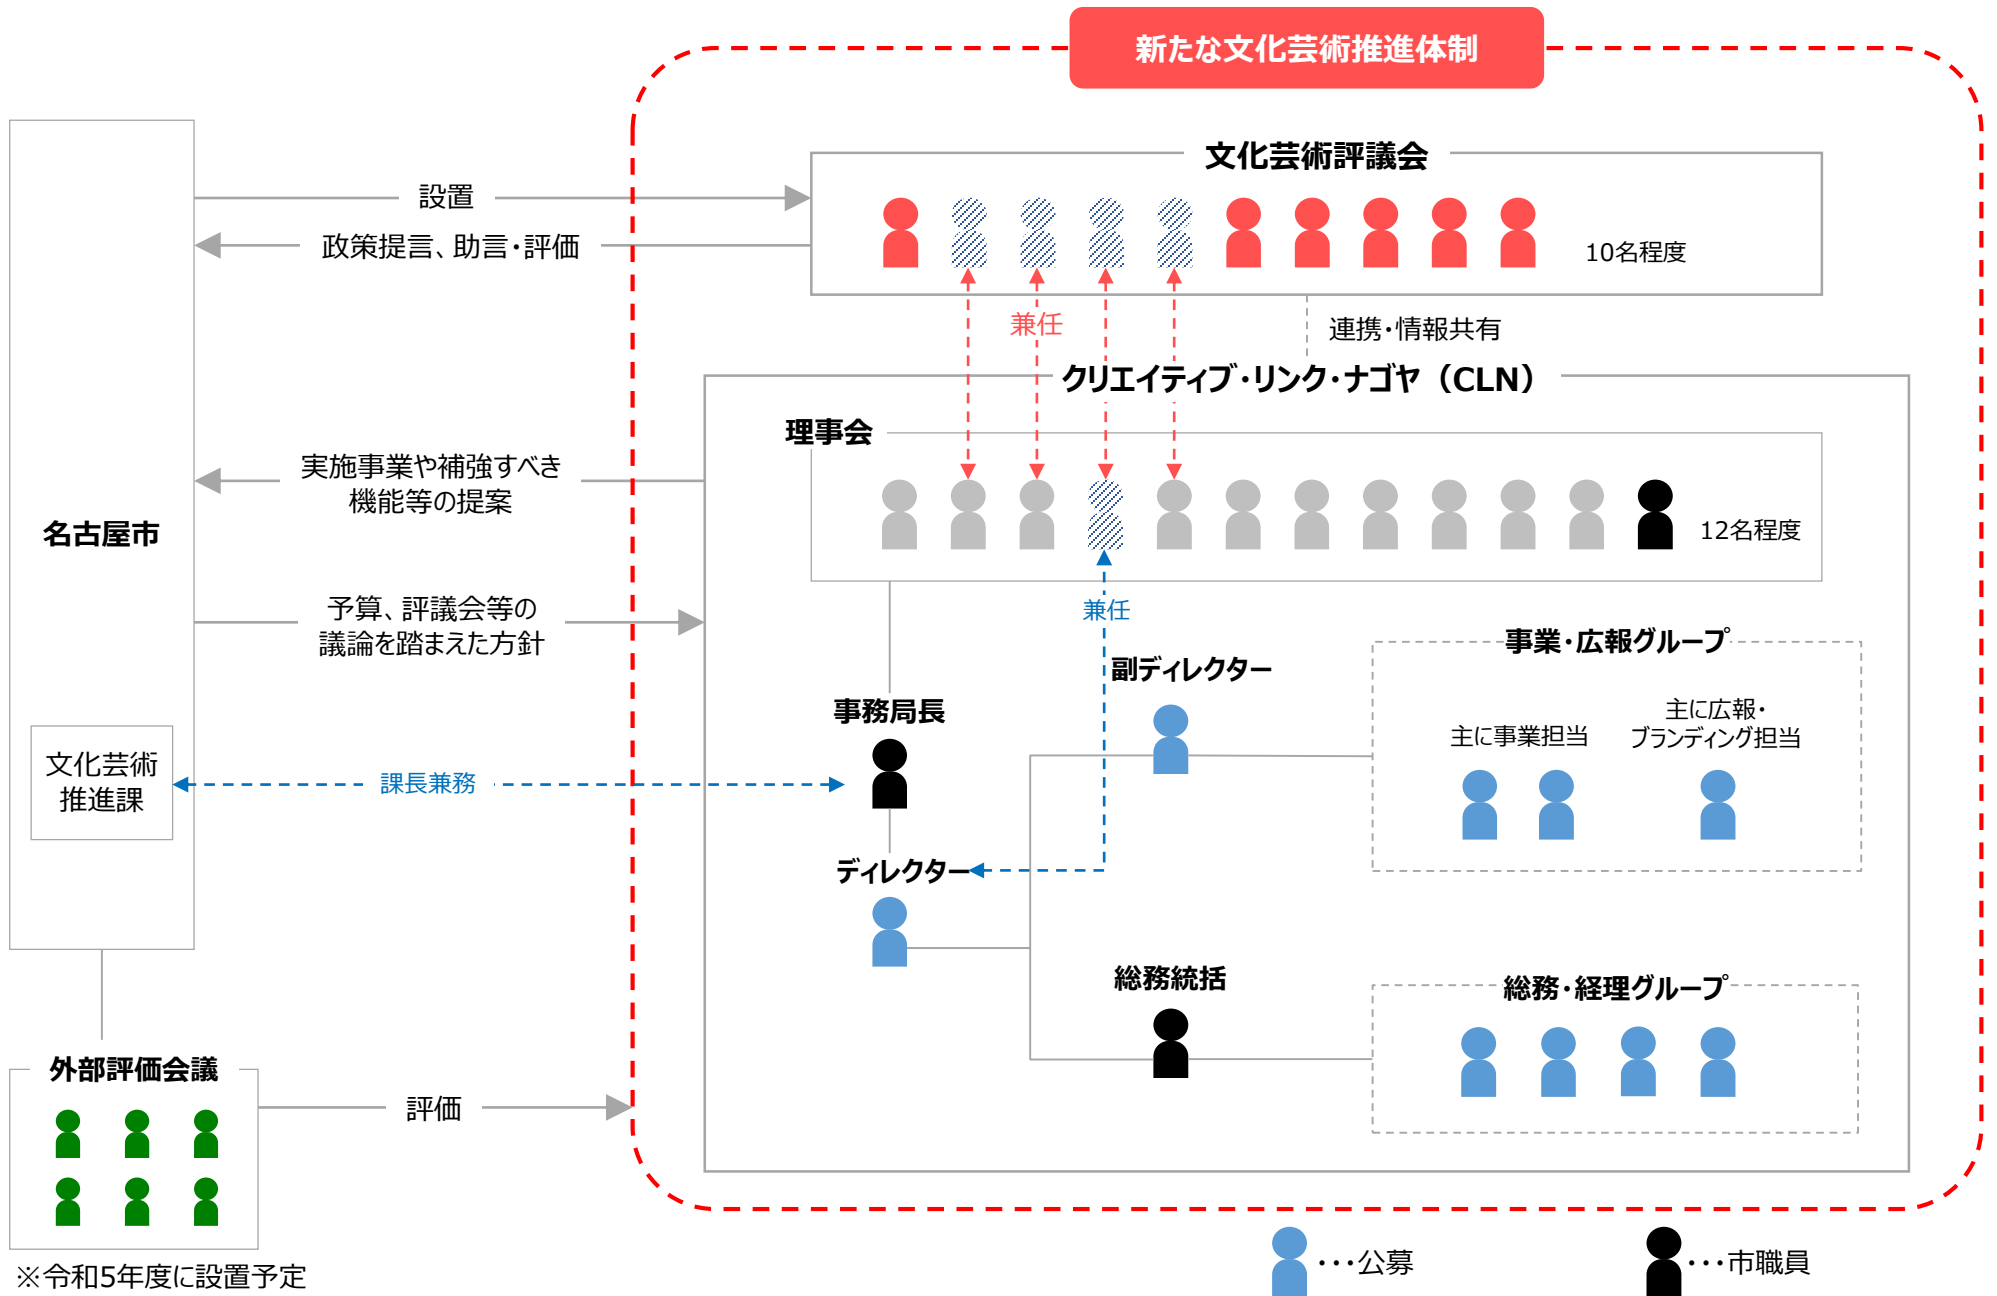 新たな文化芸術推進体制
文化芸術評議会
設置
政策提言、助言・評価
10名程度
兼任
連携・情報共有
クリエイティブ・リンク・ナゴヤ（CLN）
理事会
実施事業や補強すべき
機能等の提案
名古屋市
12名程度
予算、評議会等の
議論を踏まえた方針
兼任
副ディレクター
事業・広報グループ
事務局長
主に事業担当
主に広報・
ブランディング担当
文化芸術
推進課
課長兼務
ディレクター
総務統括
総務・経理グループ
外部評価会議
評価
※令和5年度に設置予定
・・・公募
・・・市職員